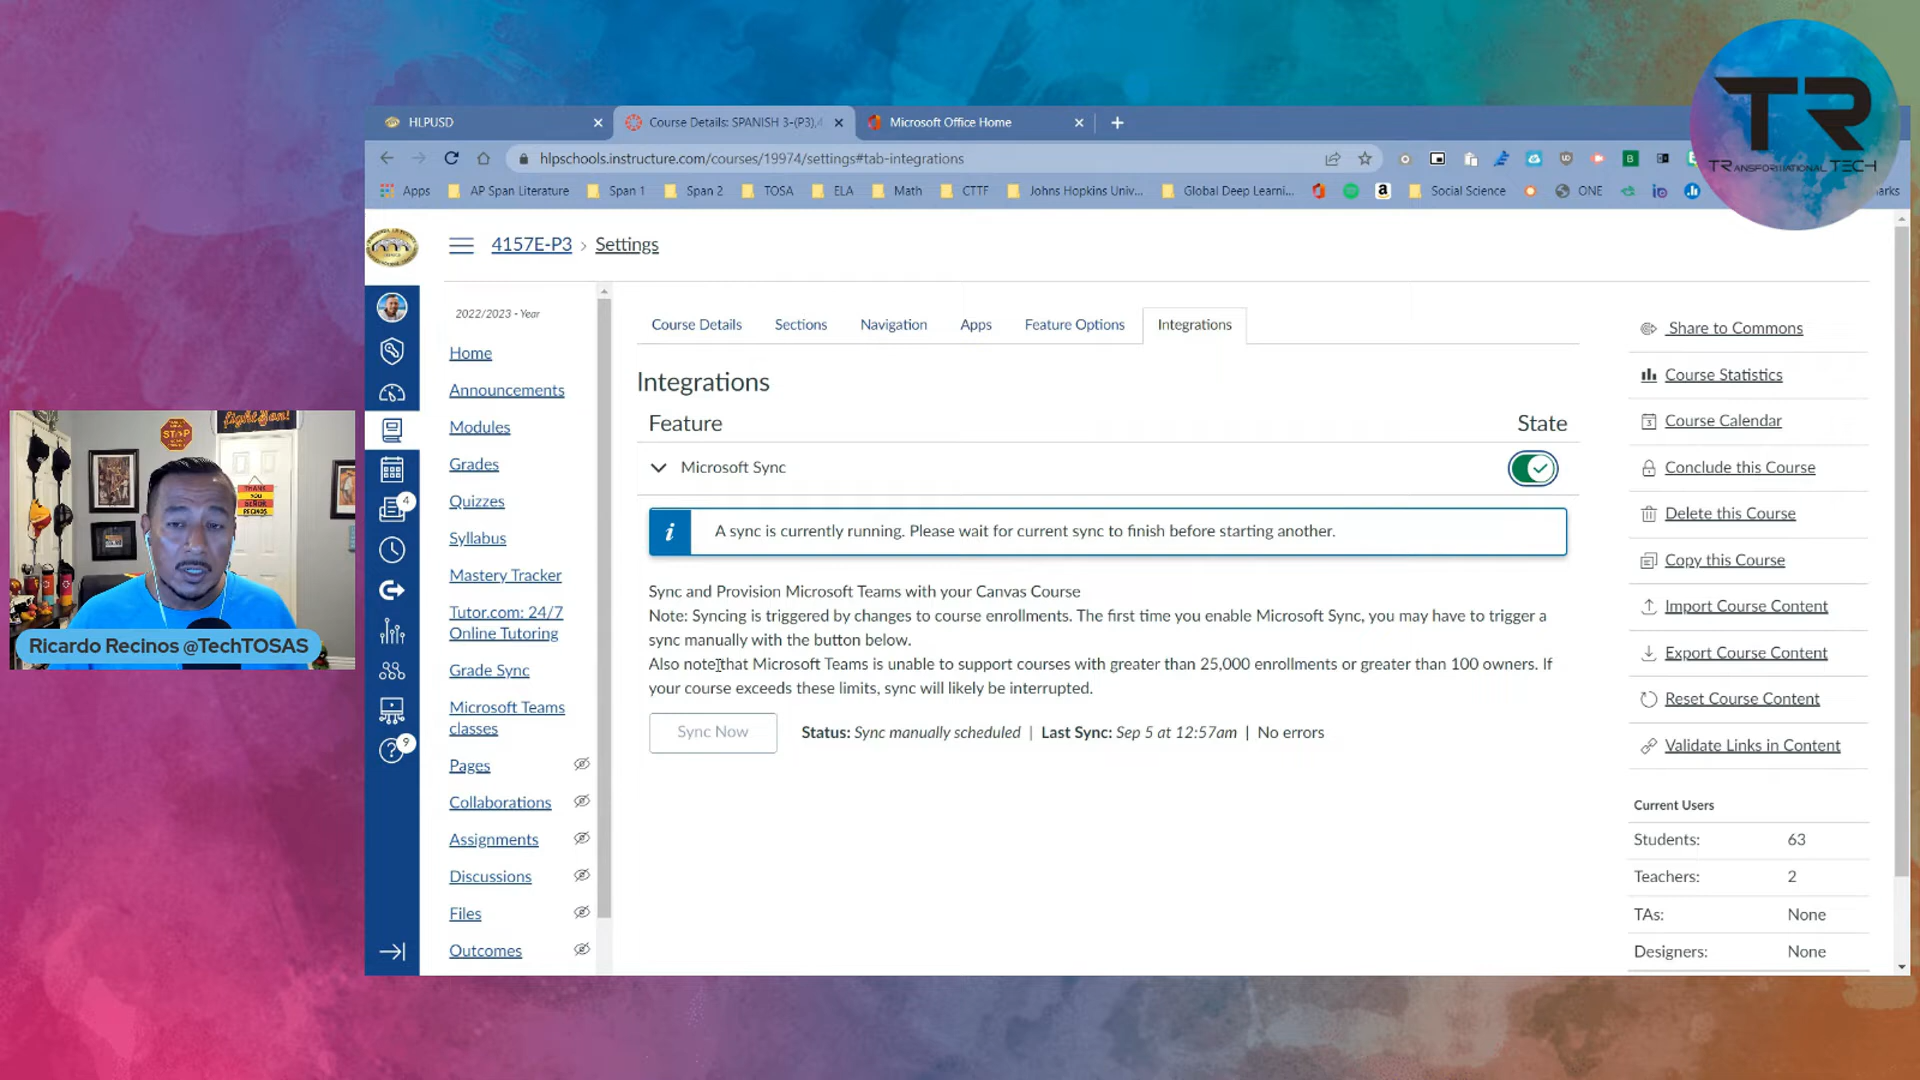 TR
TRANSFORMATIONAL TECH
HLPUSD
Course Details: SPANISH 3-(P3),4
Microsoft Office Home
hlpschools.instructure.com/courses/19974/settings#tab-integrations
Apps
AP Span Literature
Span 1
Span 2
TOSA
ELA
Math
CTTF
Johns Hopkins Univ...
Global Deep Learni...
Social Science
ONE
4157E-P3 > Settings
2022/2023 - Year
Home
Announcements
Modules
Grades
Quizzes
Syllabus
Mastery Tracker
Tutor.com: 24/7
Online Tutoring
Grade Sync
Microsoft Teams
classes
Pages
Collaborations
Assignments
Discussions
Files
Outcomes
4
9
Course Details
Sections
Navigation
Apps
Feature Options
Integrations
Integrations
Feature
State
Microsoft Sync
A sync is currently running. Please wait for current sync to finish before starting another.
Sync and Provision Microsoft Teams with your Canvas Course
Note: Syncing is triggered by changes to course enrollments. The first time you enable Microsoft Sync, you may have to trigger a
sync manually with the button below.
Also note that Microsoft Teams is unable to support courses with greater than 25,000 enrollments or greater than 100 owners. If
your course exceeds these limits, sync will likely be interrupted.
Sync Now
Status: Sync manually scheduled | Last Sync: Sep 5 at 12:57am | No errors
Share to Commons
Course Statistics
Course Calendar
Conclude this Course
Delete this Course
Copy this Course
Import Course Content
Export Course Content
Reset Course Content
Validate Links in Content
Current Users
Students: 63
Teachers: 2
TAs: None
Designers: None
Fight On!
STOP
THANK
YOU
SEÑOR
RECINOS
Ricardo Recinos @TechTOSAS